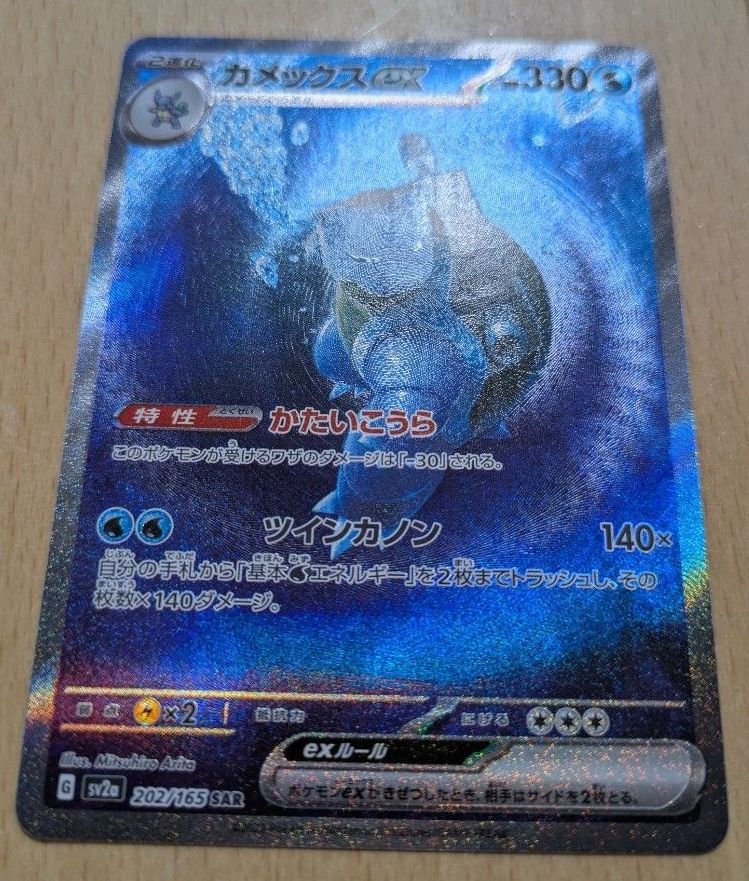 2進化 カメックスex 330
特性 とくせい かたいこうら
このポケモンが受けるワザのダメージは「-30」される。
ツインカノン 140×
自分の手札から「基本エネルギー」を2枚までトラッシュし、その
枚数×140ダメージ。
弱点 ×2 抵抗力 にげる
exルール
Illus. Mitsuhiro Arita
ポケモンexがきぜつしたとき、相手はサイドを2枚とる。
G sv2a 202/165 SAR